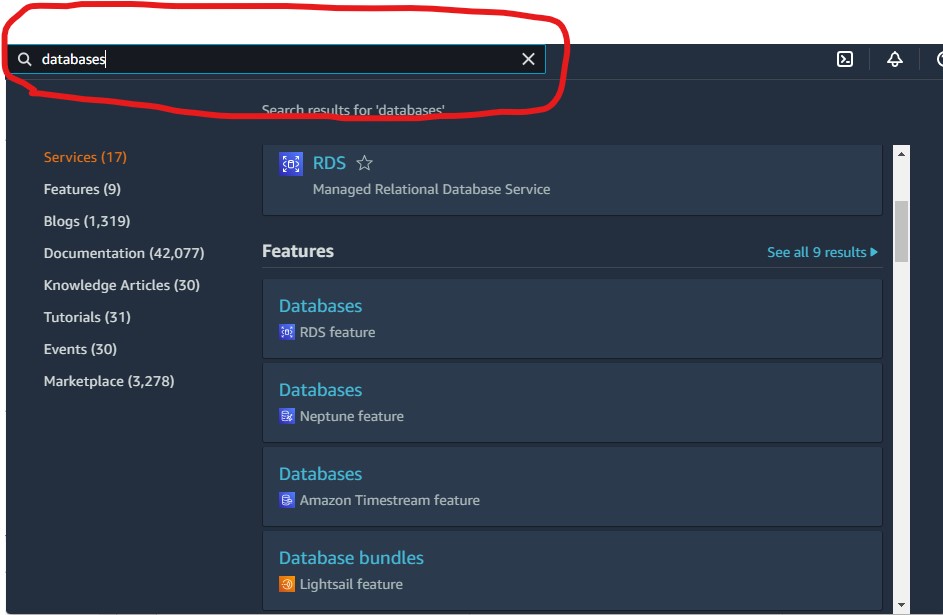 databases
Search results for 'databases'
Services (17)
Features (9)
Blogs (1,319)
Documentation (42,077)
Knowledge Articles (30)
Tutorials (31)
Events (30)
Marketplace (3,278)
RDS
Managed Relational Database Service
Features
See all 9 results
Databases
RDS feature
Databases
Neptune feature
Databases
Amazon Timestream feature
Database bundles
Lightsail feature